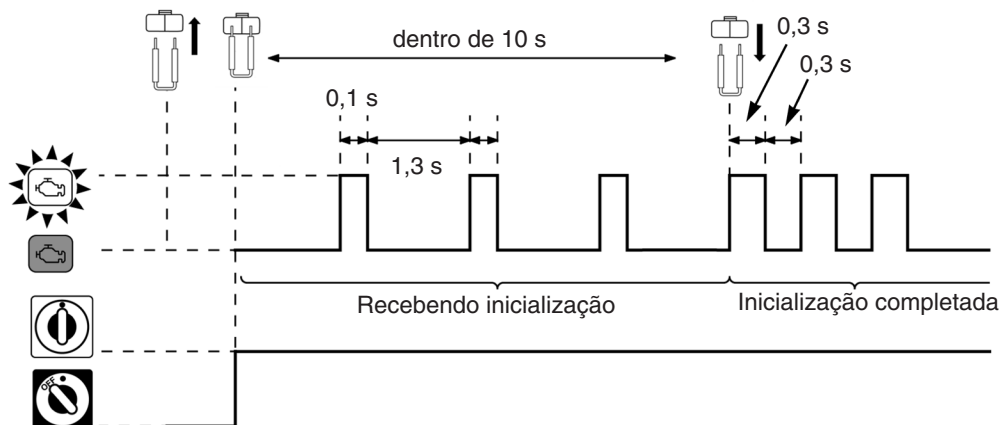 dentro de 10 s
0,3 s
0,3 s
0,1 s
1,3 s
Recebendo inicialização
Inicialização completada
OFF